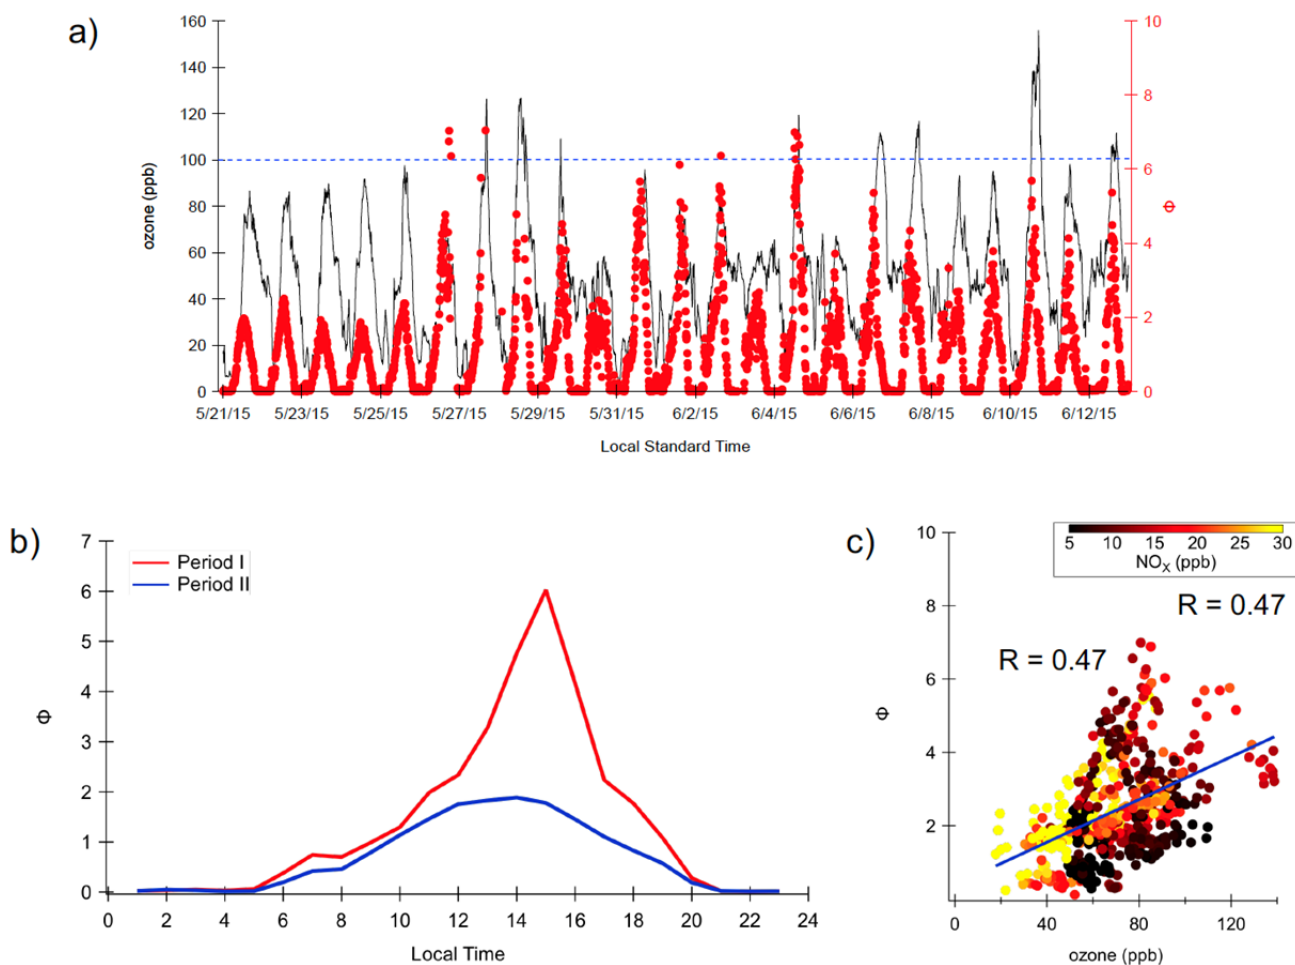 a)
160
140
120
100
80
60
40
20
0
ozone (ppb)
10
8
6
4
2
0
Φ
5/21/15 5/23/15 5/25/15 5/27/15 5/29/15 5/31/15 6/2/15 6/4/15 6/6/15 6/8/15 6/10/15 6/12/15
Local Standard Time
b)
7
6
5
4
3
2
1
0
Φ
Period I
Period II
0 2 4 6 8 10 12 14 16 18 20 22 24
Local Time
c)
5 10 15 20 25 30
NOX (ppb)
R = 0.47
R = 0.47
10
8
6
4
2
Φ
0 40 80 120
ozone (ppb)